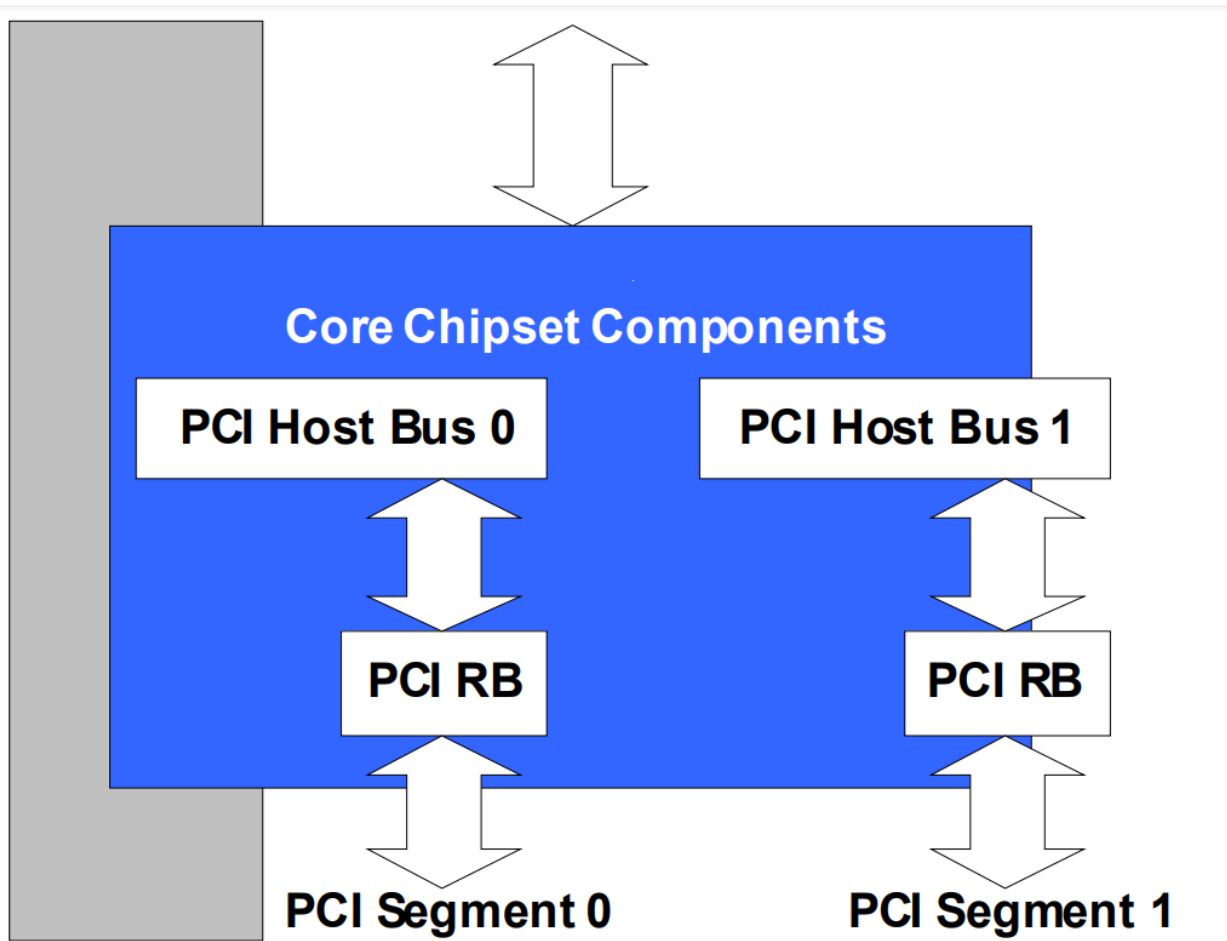 Core Chipset Components
PCI Host Bus 0
PCI Host Bus 1
PCI RB
PCI RB
PCI Segment 0
PCI Segment 1